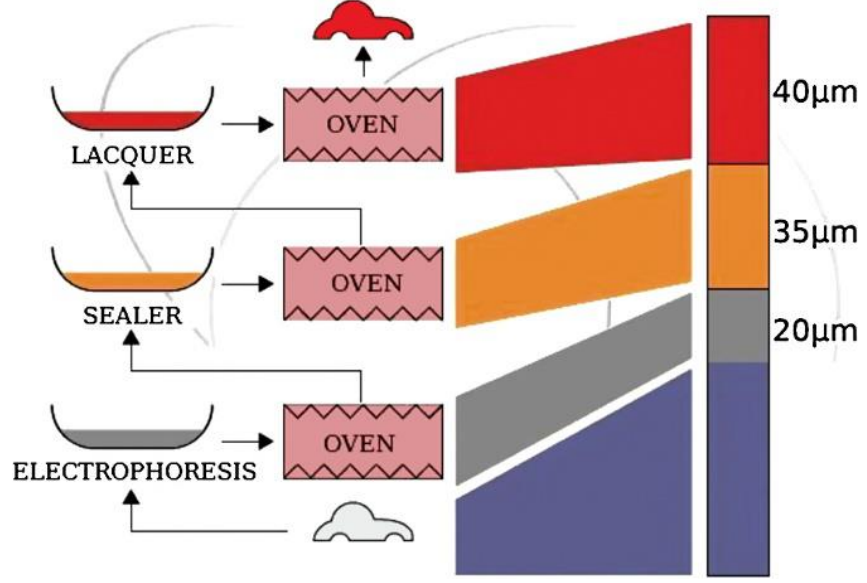 OVEN
40µm
LACQUER
OVEN
35µm
SEALER
20µm
OVEN
ELECTROPHORESIS